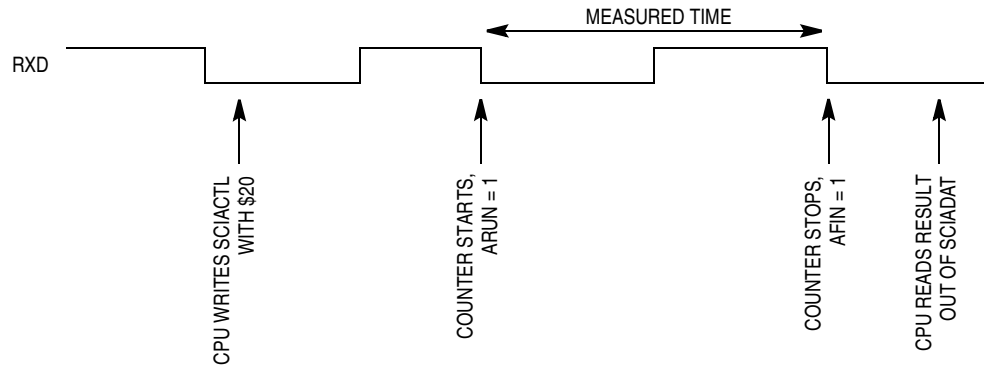 MEASURED TIME
RXD
CPU WRITES SCIACTL
WITH $20
COUNTER STARTS,
ARUN = 1
COUNTER STOPS,
AFIN = 1
CPU READS RESULT
OUT OF SCIADAT